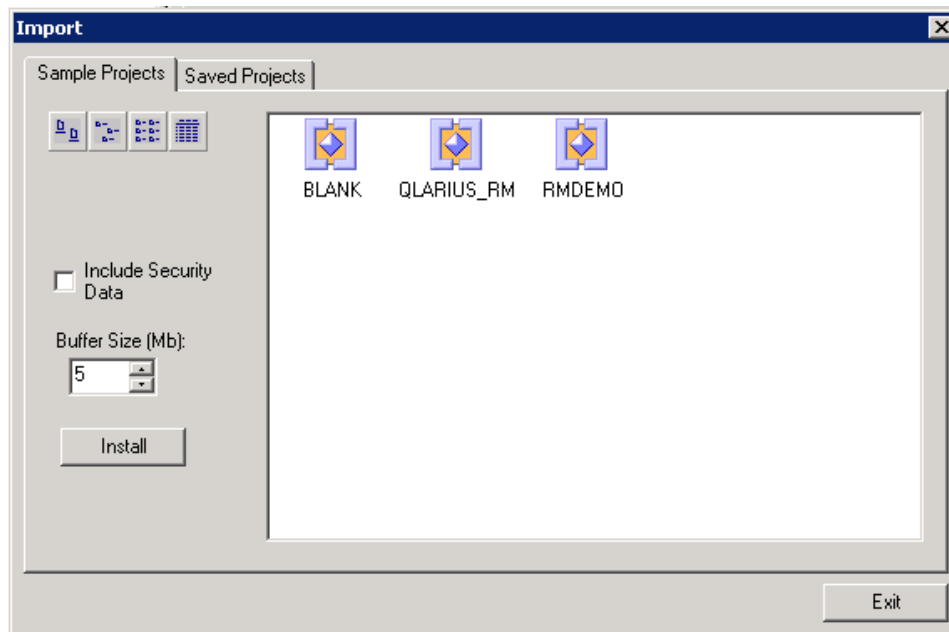 Import
Sample Projects
Saved Projects
BLANK
QLARIUS_RM
RMDEMO
Include Security
Data
Buffer Size (Mb):
5
Install
Exit